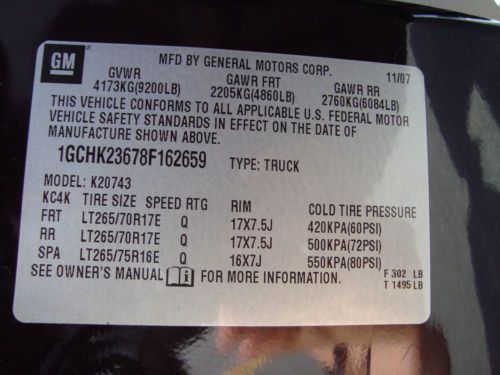 GM
MFD BY GENERAL MOTORS CORP.
11/07
GVWR GAWR FRT GAWR RR
4173KG(9200LB) 2205KG(4860LB) 2760KG(6084LB)
THIS VEHICLE CONFORMS TO ALL APPLICABLE U.S. FEDERAL MOTOR
VEHICLE SAFETY STANDARDS IN EFFECT ON THE DATE OF
MANUFACTURE SHOWN ABOVE.
1GCHK23678F162659 TYPE: TRUCK
MODEL: K20743
KC4K TIRE SIZE SPEED RTG RIM COLD TIRE PRESSURE
FRT LT265/70R17E Q 17X7.5J 420KPA(60PSI)
RR LT265/70R17E Q 17X7.5J 500KPA(72PSI)
SPA LT265/75R16E Q 16X7J 550KPA(80PSI)
SEE OWNER'S MANUAL i FOR MORE INFORMATION.
F 302 LB
T 1495 LB